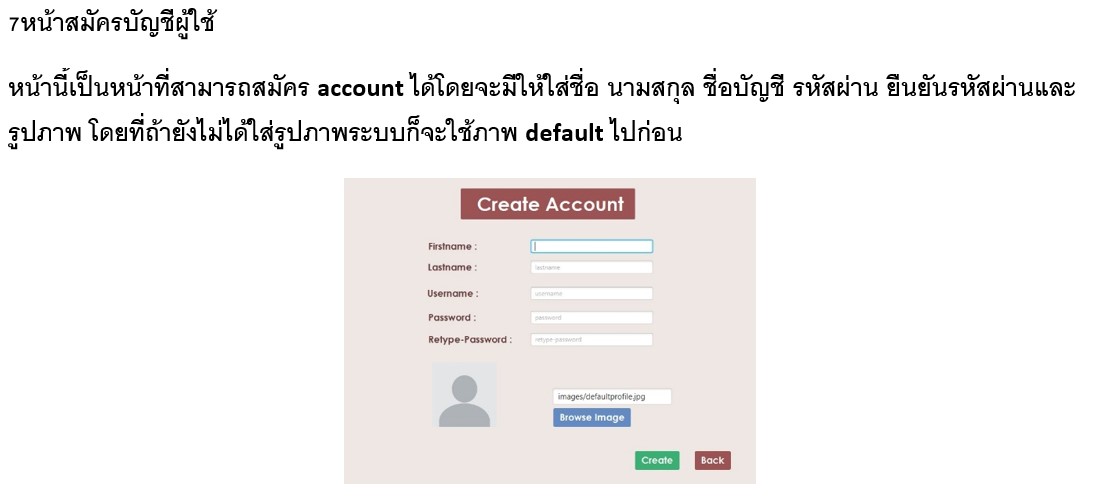 7หน้าสมัครบัญชีผู้ใช้
หน้านี้เป็นหน้าที่สามารถสมัคร account ได้โดยจะมีให้ใส่ชื่อ นามสกุล ชื่อบัญชี รหัสผ่าน ยืนยันรหัสผ่านและ
รูปภาพ โดยที่ถ้ายังไม่ได้ใส่รูปภาพระบบก็จะใช้ภาพ default ไปก่อน
Create Account
Firstname :
Lastname : lastname
Username : username
Password : password
Retype-Password : retype-password
images/defaultprofile.jpg
Browse Image
Create Back